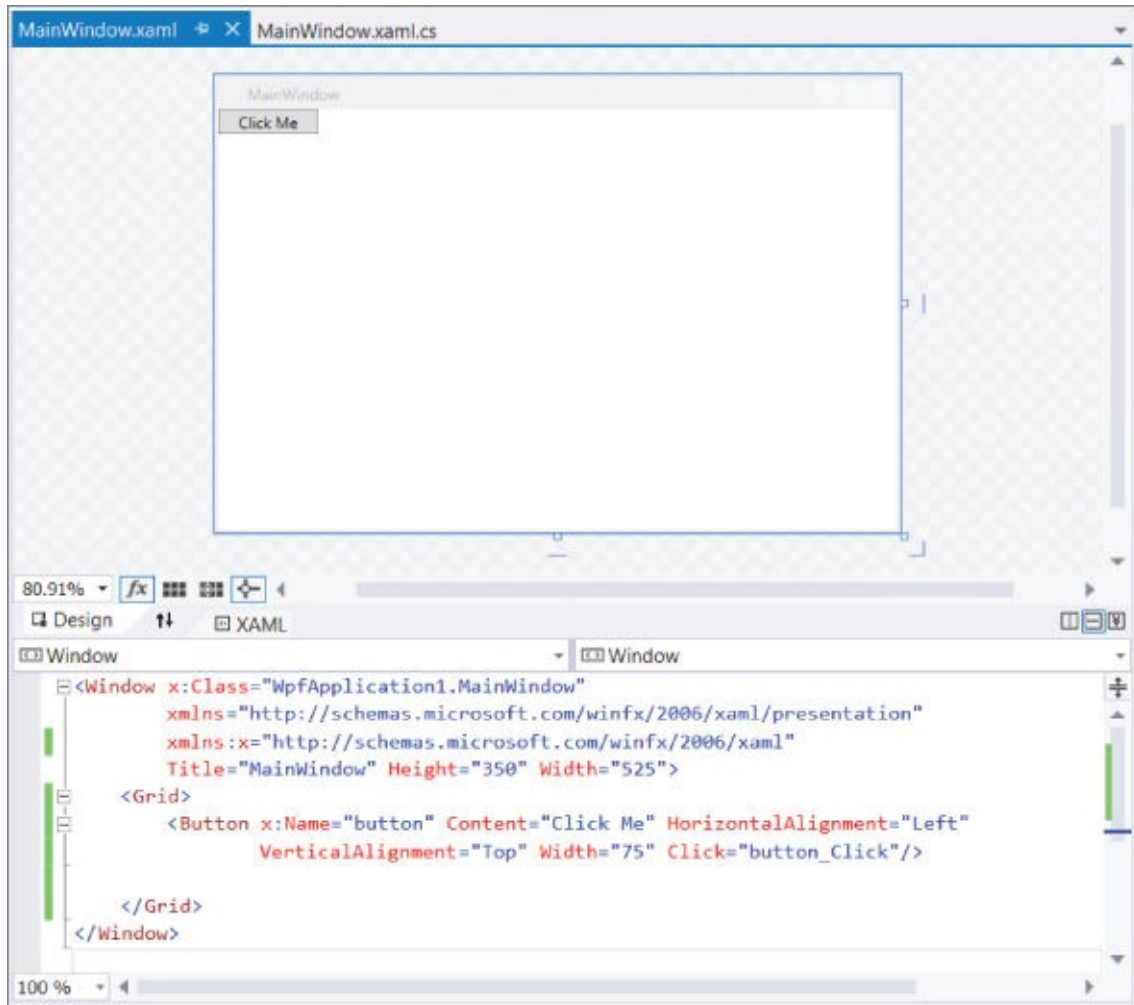 MainWindow.xaml MainWindow.xaml.cs
MainWindow
Click Me
80.91% fx
Design XAML
Window Window
<Window x:Class="WpfApplication1.MainWindow"
xmlns="http://schemas.microsoft.com/winfx/2006/xaml/presentation"
xmlns:x="http://schemas.microsoft.com/winfx/2006/xaml"
Title="MainWindow" Height="350" Width="525">
<Grid>
<Button x:Name="button" Content="Click Me" HorizontalAlignment="Left"
VerticalAlignment="Top" Width="75" Click="button_Click"/>
</Grid>
</Window>
100 %